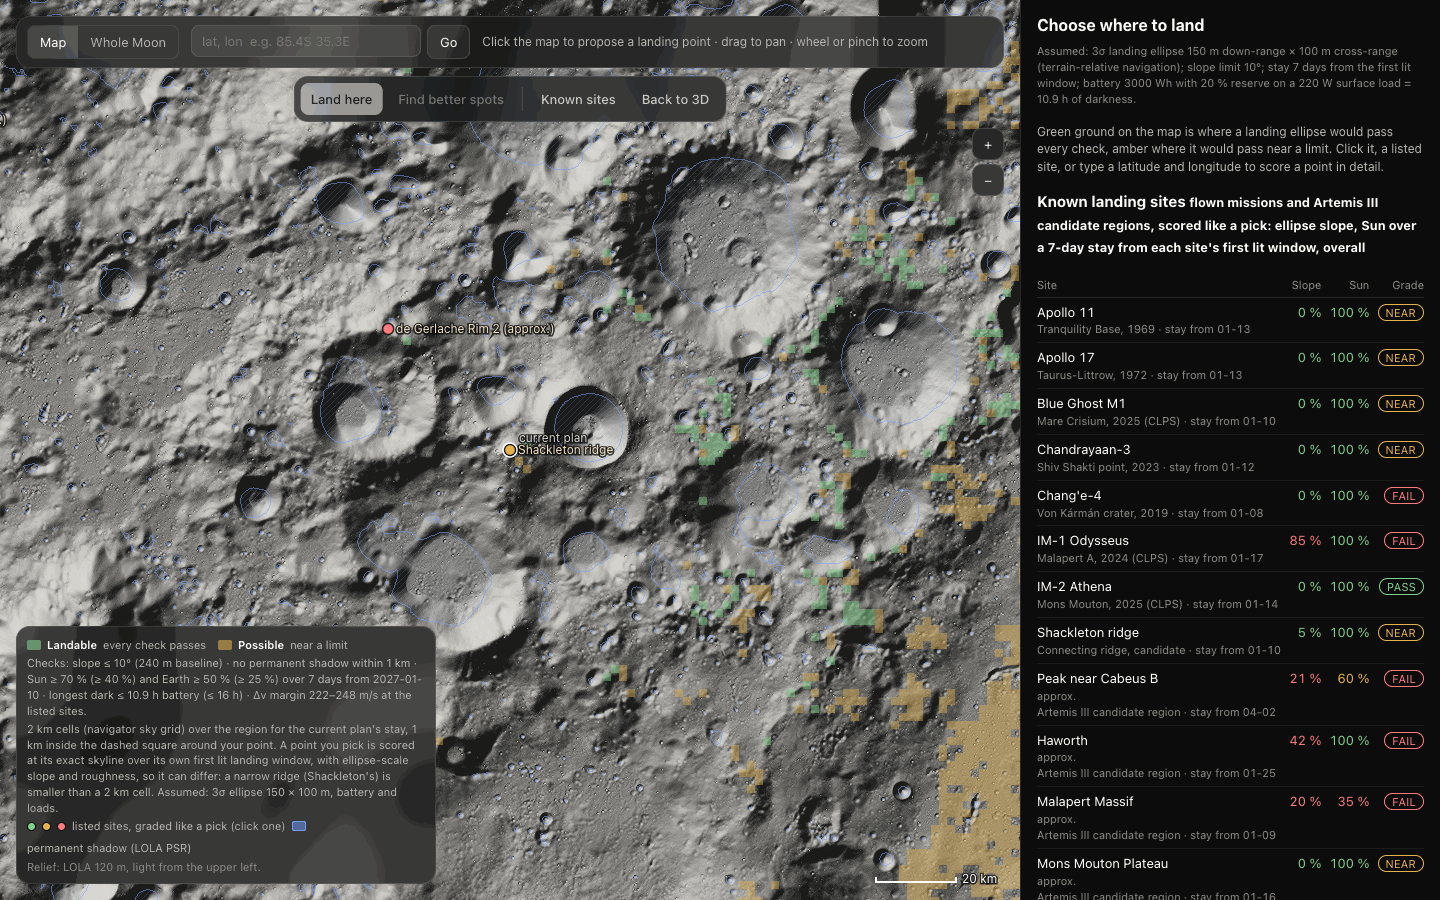 Map
Whole Moon
lat, lon e.g. 85.4S 35.3E
Go
Click the map to propose a landing point · drag to pan · wheel or pinch to zoom
Land here
Find better spots
Known sites
Back to 3D
+
−
de Gerlache Rim 2 (approx.)
current plan
Shackleton ridge
Landable every check passes
Possible near a limit
Checks: slope ≤ 10° (240 m baseline) · no permanent shadow within 1 km ·
Sun ≥ 70 % (≥ 40 %) and Earth ≥ 50 % (≥ 25 %) over 7 days from 2027-01-
10 · longest dark ≤ 10.9 h battery (≤ 16 h) · Δv margin 222–248 m/s at the
listed sites.
2 km cells (navigator sky grid) over the region for the current plan's stay, 1
km inside the dashed square around your point. A point you pick is scored
at its exact skyline over its own first lit landing window, with ellipse-scale
slope and roughness, so it can differ: a narrow ridge (Shackleton's) is
smaller than a 2 km cell. Assumed: 3σ ellipse 150 × 100 m, battery and
loads.
listed sites, graded like a pick (click one)
permanent shadow (LOLA PSR)
Relief: LOLA 120 m, light from the upper left.
20 km
Choose where to land
Assumed: 3σ landing ellipse 150 m down-range × 100 m cross-range
(terrain-relative navigation); slope limit 10°; stay 7 days from the first lit
window; battery 3000 Wh with 20 % reserve on a 220 W surface load =
10.9 h of darkness.
Green ground on the map is where a landing ellipse would pass
every check, amber where it would pass near a limit. Click it, a listed
site, or type a latitude and longitude to score a point in detail.
Known landing sites flown missions and Artemis III
candidate regions, scored like a pick: ellipse slope, Sun over
a 7-day stay from each site's first lit window, overall
Site Slope Sun Grade
Apollo 11 0 % 100 % NEAR
Tranquility Base, 1969 · stay from 01-13
Apollo 17 0 % 100 % NEAR
Taurus-Littrow, 1972 · stay from 01-13
Blue Ghost M1 0 % 100 % NEAR
Mare Crisium, 2025 (CLPS) · stay from 01-10
Chandrayaan-3 0 % 100 % NEAR
Shiv Shakti point, 2023 · stay from 01-12
Chang'e-4 0 % 100 % FAIL
Von Kármán crater, 2019 · stay from 01-08
IM-1 Odysseus 85 % 100 % FAIL
Malapert A, 2024 (CLPS) · stay from 01-17
IM-2 Athena 0 % 100 % PASS
Mons Mouton, 2025 (CLPS) · stay from 01-14
Shackleton ridge 5 % 100 % NEAR
Connecting ridge, candidate · stay from 01-10
Peak near Cabeus B 21 % 60 % FAIL
approx.
Artemis III candidate region · stay from 04-02
Haworth 42 % 100 % FAIL
approx.
Artemis III candidate region · stay from 01-25
Malapert Massif 20 % 35 % FAIL
approx.
Artemis III candidate region · stay from 01-09
Mons Mouton Plateau 0 % 100 % NEAR
approx.
Artemis III candidate region · stay from 01-16